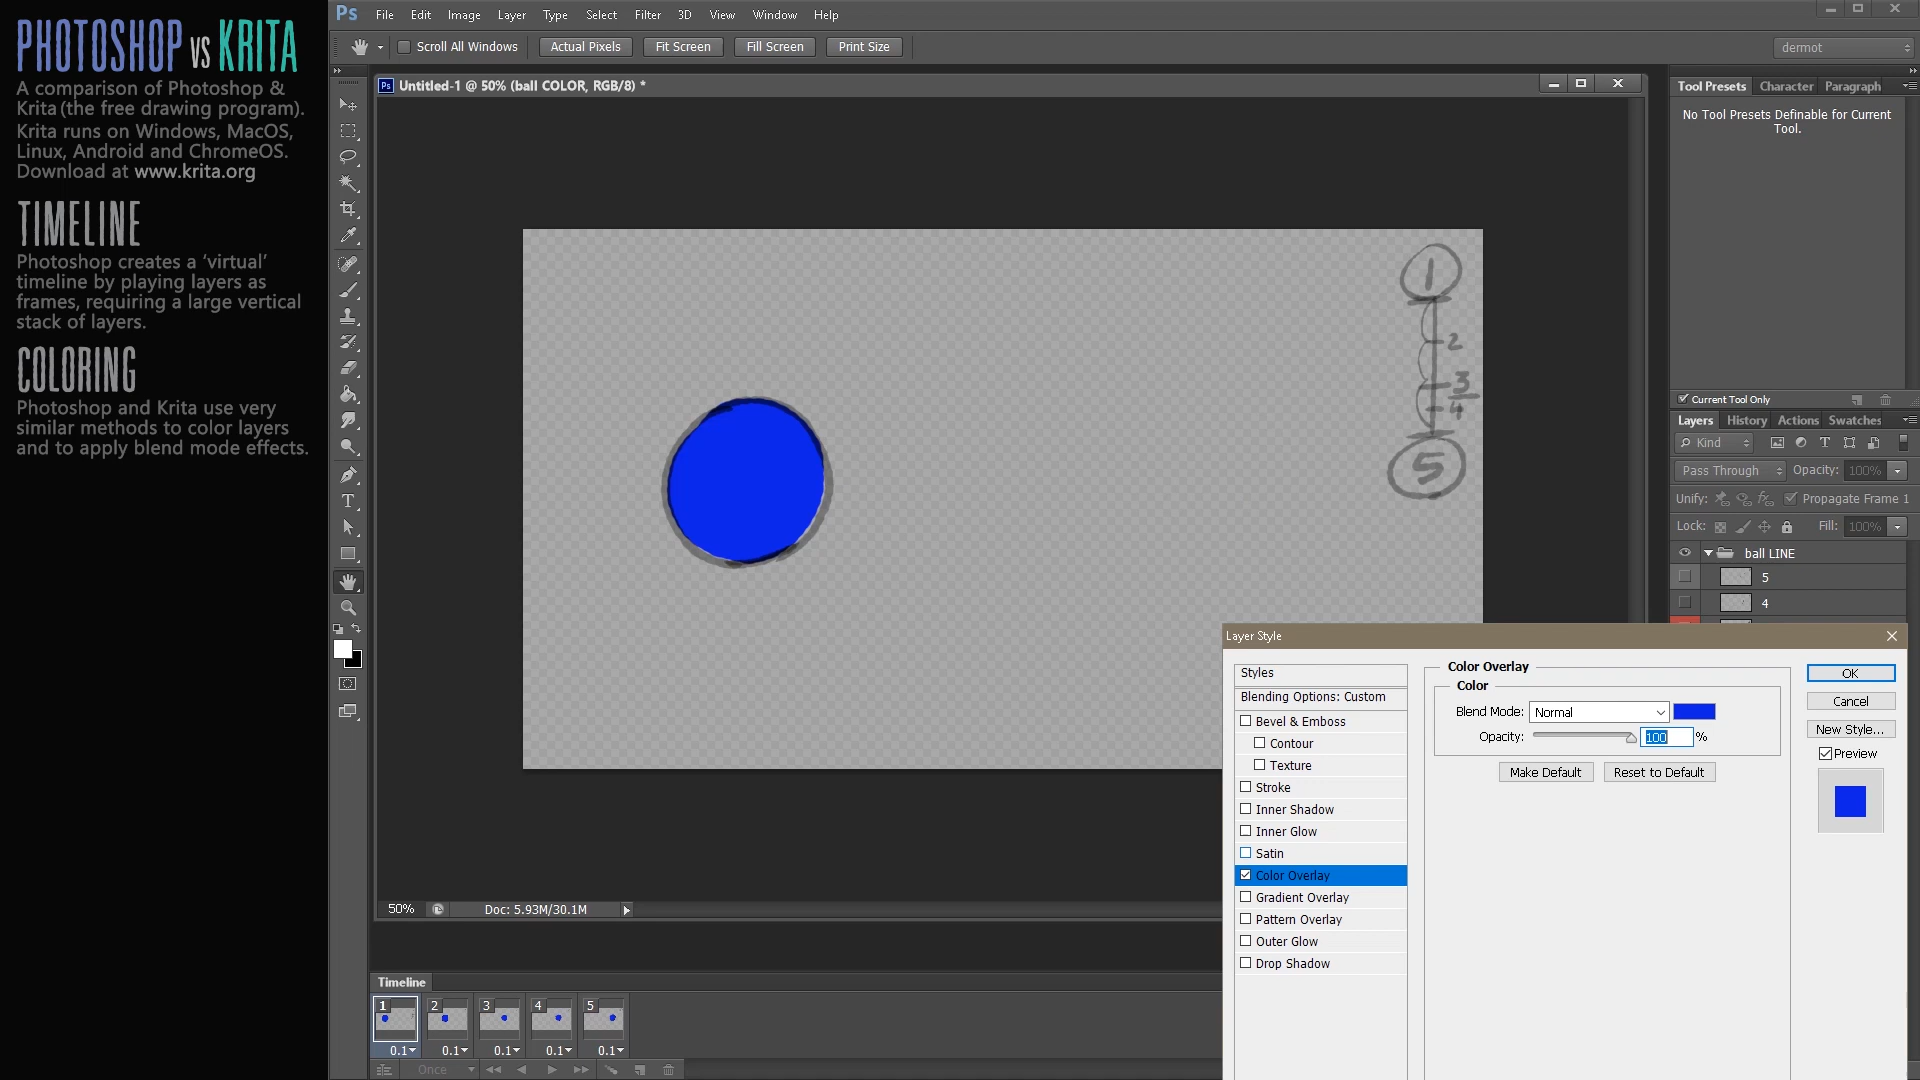 PHOTOSHOP VS KRITA
A comparison of Photoshop &
Krita (the free drawing program).
Krita runs on Windows, MacOS,
Linux, Android and ChromeOS.
Download at www.krita.org
TIMELINE
Photoshop creates a ‘virtual’
timeline by playing layers as
frames, requiring a large vertical
stack of layers.
COLORING
Photoshop and Krita use very
similar methods to color layers
and to apply blend mode effects.
Ps File Edit Image Layer Type Select Filter 3D View Window Help
Scroll All Windows Actual Pixels Fit Screen Fill Screen Print Size dermot
Ps Untitled-1 @ 50% (ball COLOR, RGB/8) *
1
2
3
4
5
50% Doc: 5.93M/30.1M
Timeline
1 2 3 4 5
0.1 0.1 0.1 0.1 0.1
Once
Tool Presets Character Paragraph
No Tool Presets Definable for Current
Tool.
Current Tool Only
Layers History Actions Swatches
Kind
Pass Through Opacity: 100%
Unify: Propagate Frame 1
Lock: Fill: 100%
ball LINE
5
4
Layer Style
Styles
Blending Options: Custom
Bevel & Emboss
Contour
Texture
Stroke
Inner Shadow
Inner Glow
Satin
Color Overlay
Gradient Overlay
Pattern Overlay
Outer Glow
Drop Shadow
Color Overlay
Color
Blend Mode: Normal
Opacity: 100 %
Make Default Reset to Default
OK
Cancel
New Style...
Preview